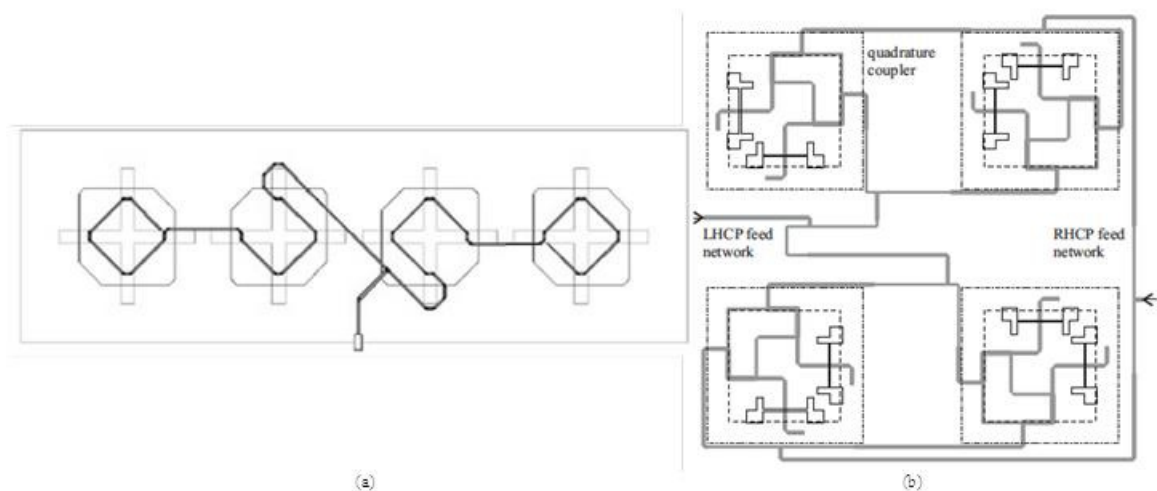 quadrature
coupler
LHCP feed
network
RHCP feed
network
(a)
(b)